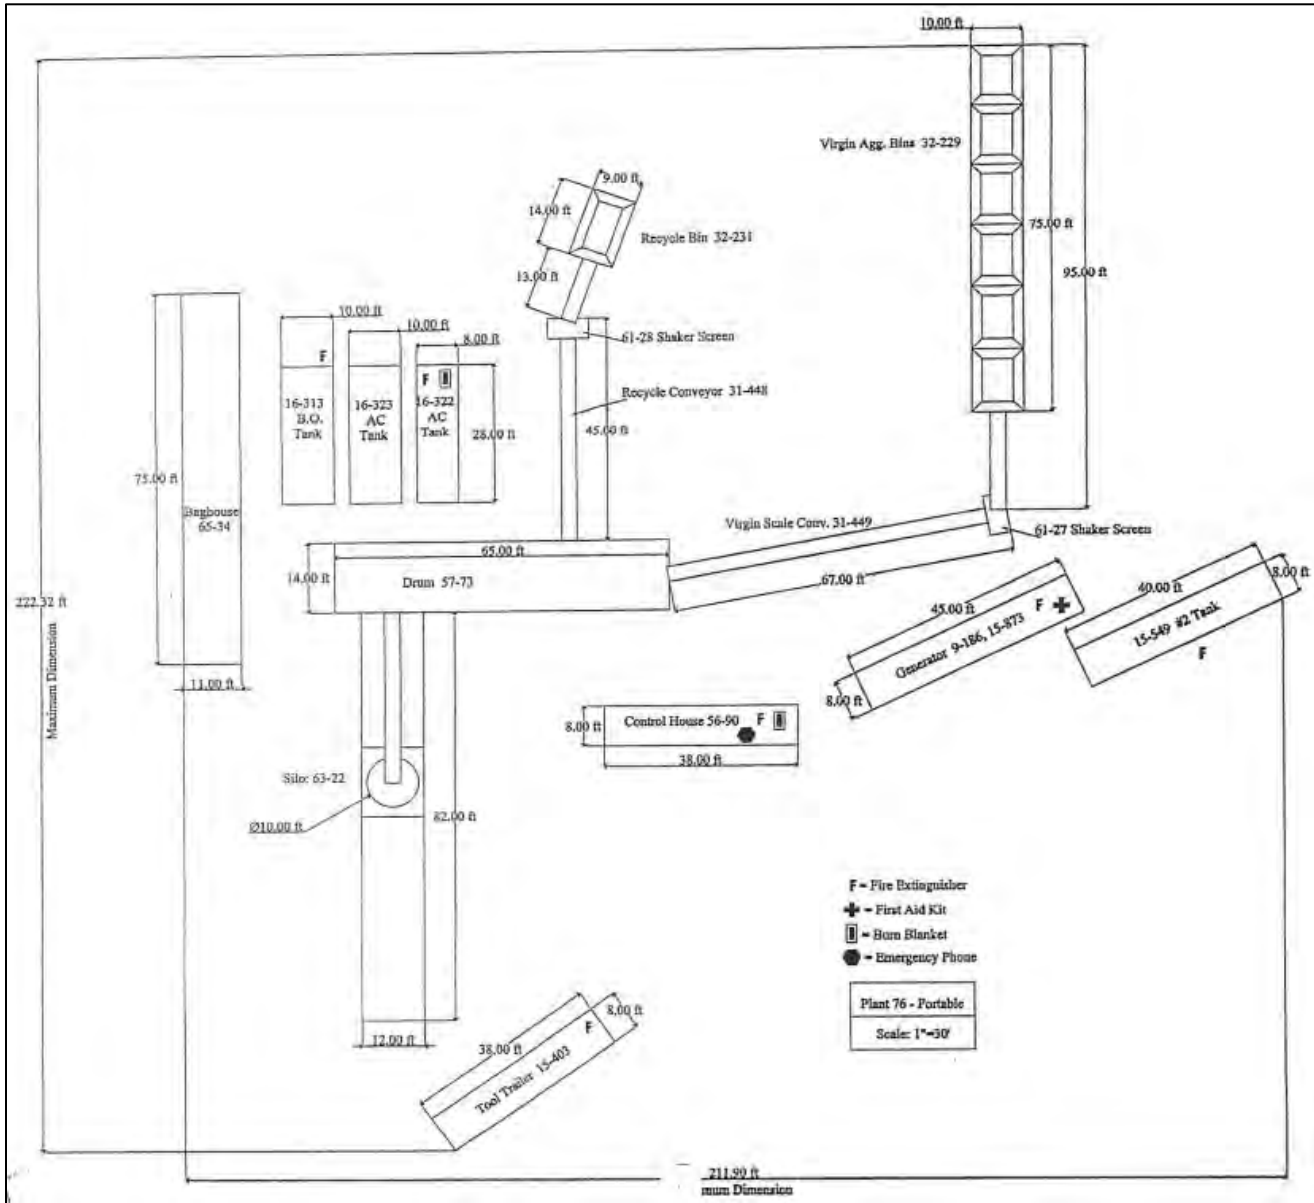 10.00 ft
Virgin Agg. Bins 32-229
9.00 ft
14.00 ft
Recycle Bin 32-231
75.00 ft
95.00 ft
13.00 ft
10.00 ft
10.00 ft
8.00 ft
61-28 Shaker Screen
F
F
16-313
B.O.
Tank
16-323
AC
Tank
16-322
AC
Tank
Recycle Conveyor 31-448
45.00 ft
28.00 ft
75.00 ft
Baghouse
65-34
Virgin Scale Conv. 31-449
61-27 Shaker Screen
65.00 ft
14.00 ft
Drum 57-73
67.00 ft
222.32 ft
Maximum Dimension
45.00 ft
F
Generator 9-186, 15-873
8.00 ft
40.00 ft
8.00 ft
15-549 #2 Tank
F
11.00 ft
8.00 ft
Control House 56-90
F
38.00 ft
Silo: 63-22
Ø10.00 ft
82.00 ft
F = Fire Extinguisher
= First Aid Kit
= Burn Blanket
= Emergency Phone
Plant 76 - Portable
Scale: 1"=30'
12.00 ft
38.00 ft
8.00 ft
F
Tool Trailer 15-403
211.90 ft
mum Dimension